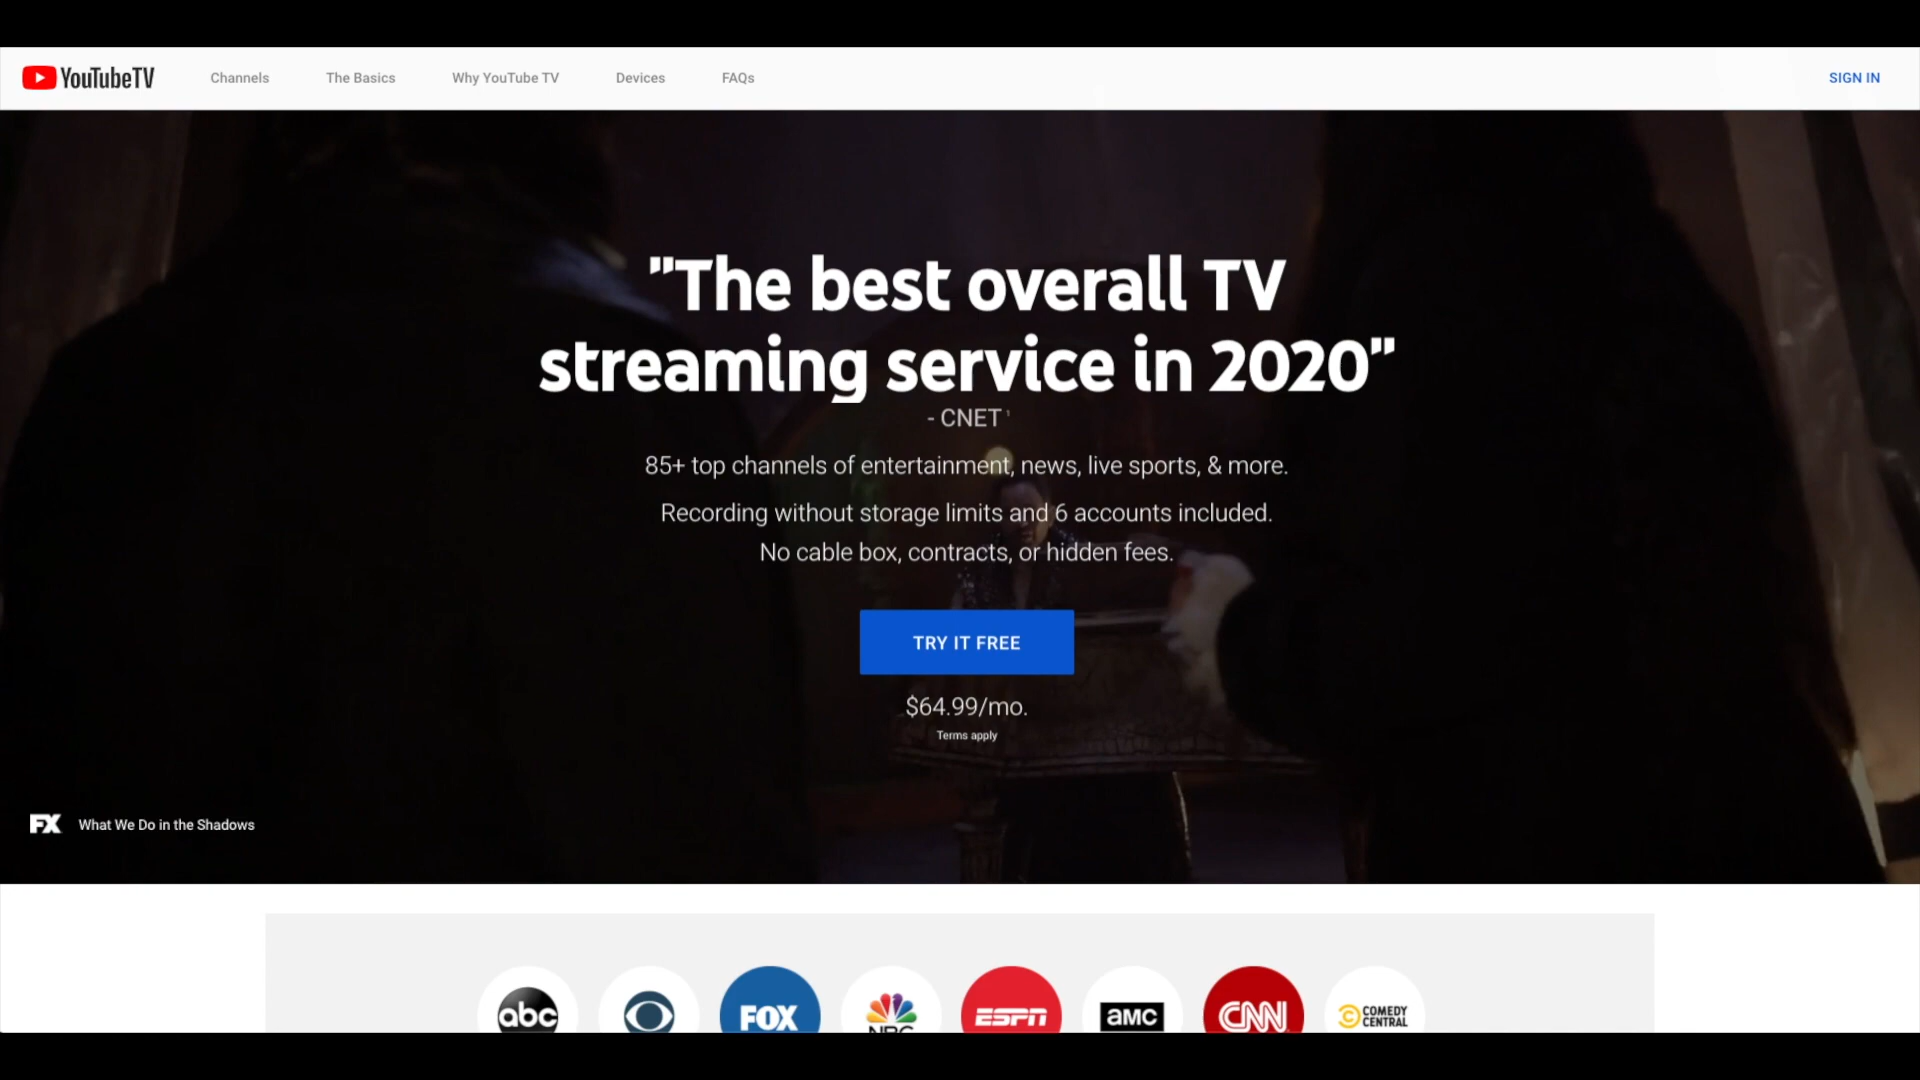 YouTubeTV
Channels
The Basics
Why YouTube TV
Devices
FAQs
SIGN IN
"The best overall TV
streaming service in 2020"
- CNET ¹
85+ top channels of entertainment, news, live sports, & more.
Recording without storage limits and 6 accounts included.
No cable box, contracts, or hidden fees.
TRY IT FREE
$64.99/mo.
Terms apply
FX
What We Do in the Shadows
abc
FOX
NBC
ESPN
aMC
CNN
COMEDY
CENTRAL